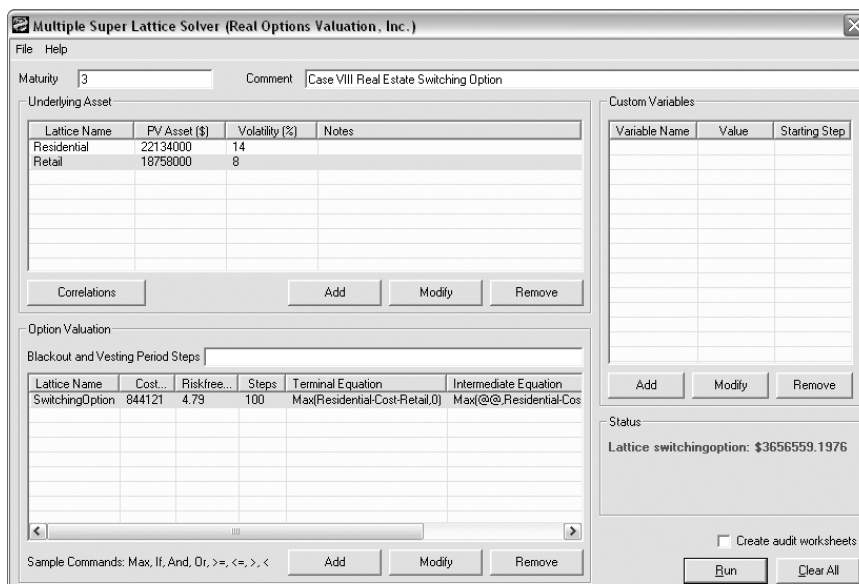 Multiple Super Lattice Solver (Real Options Valuation, Inc.)
File Help
Maturity 3 Comment Case VIII Real Estate Switching Option
Underlying Asset
Lattice Name PV Asset ($) Volatility (%) Notes
Residential 22134000 14
Retail 18758000 8
Correlations Add Modify Remove
Custom Variables
Variable Name Value Starting Step
Add Modify Remove
Option Valuation
Blackout and Vesting Period Steps
Lattice Name Cost... Riskfree... Steps Terminal Equation Intermediate Equation
SwitchingOption 844121 4.79 100 Max(Residential-Cost-Retail,0) Max(@@,Residential-Cos
Sample Commands: Max, If, And, Or, >=, <=, >, < Add Modify Remove
Status
Lattice switchingoption: $3656559.1976
Create audit worksheets
Run Clear All